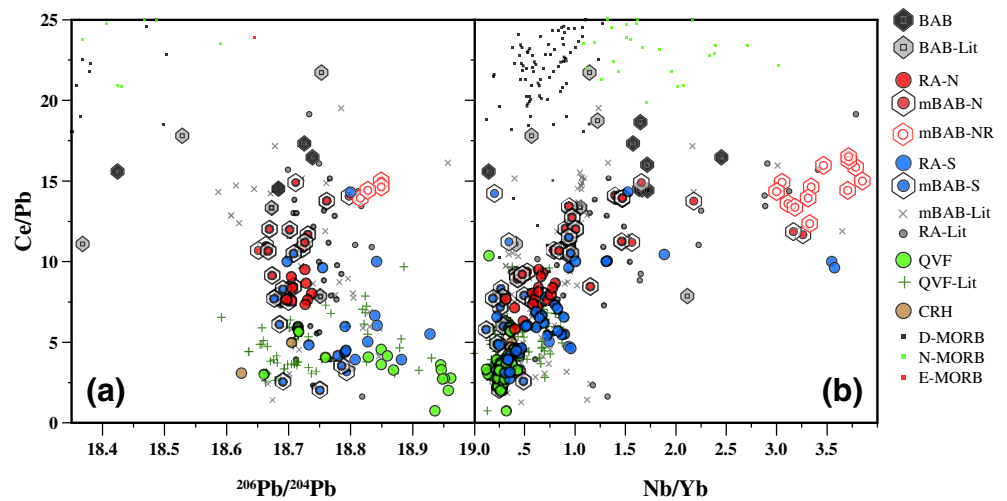 25
20
15
10
5
0
Ce/Pb
(a)
(b)
18.4 18.5 18.6 18.7 18.8 18.9 19.0 .5 1.0 1.5 2.0 2.5 3.0 3.5
²⁰⁶Pb/²⁰⁴Pb
Nb/Yb
BAB
BAB-Lit
RA-N
mBAB-N
mBAB-NR
RA-S
mBAB-S
mBAB-Lit
RA-Lit
QVF
QVF-Lit
CRH
D-MORB
N-MORB
E-MORB